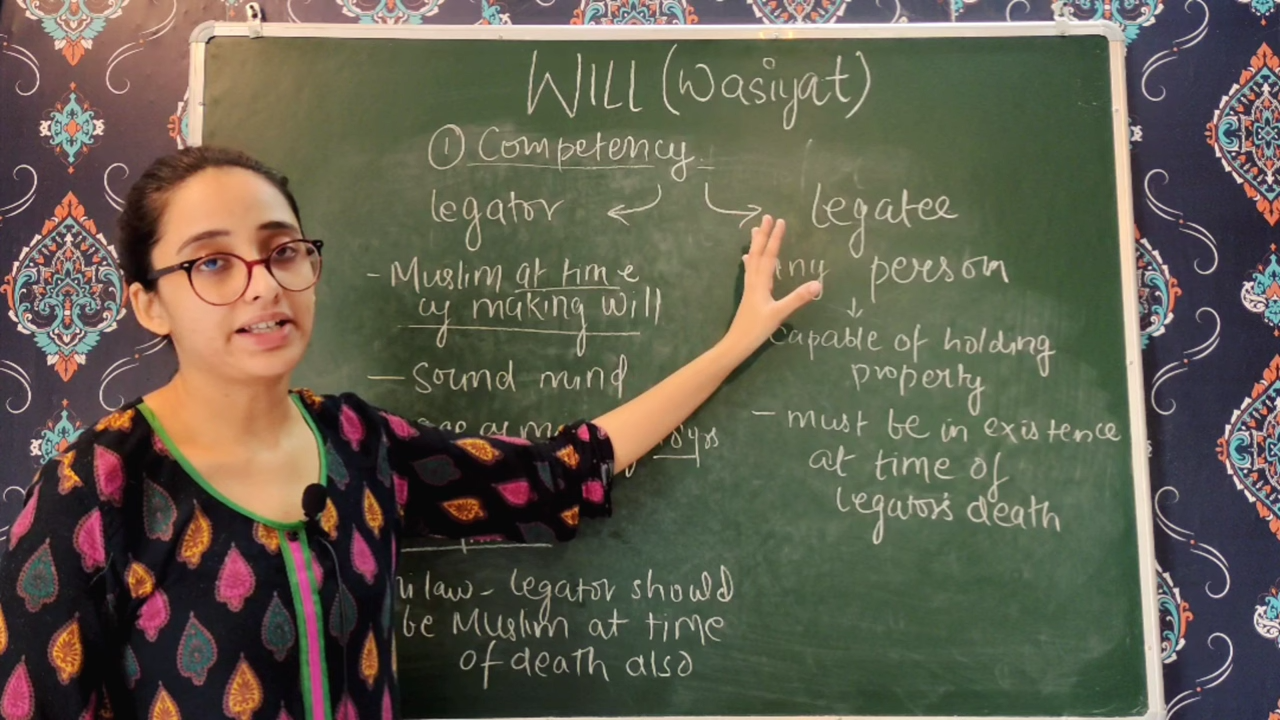 WILL (Wasiyat)
① Competency
legator
legatee
- Muslim at time
of making will
- sound mind
18yrs
law - legator should
be Muslim at time
of death also
person
capable of holding
property
- must be in existence
at time of
legator's death